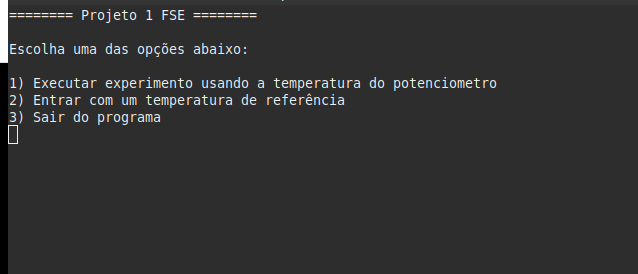 ======== Projeto 1 FSE ========
Escolha uma das opções abaixo:
1) Executar experimento usando a temperatura do potenciometro
2) Entrar com um temperatura de referência
3) Sair do programa